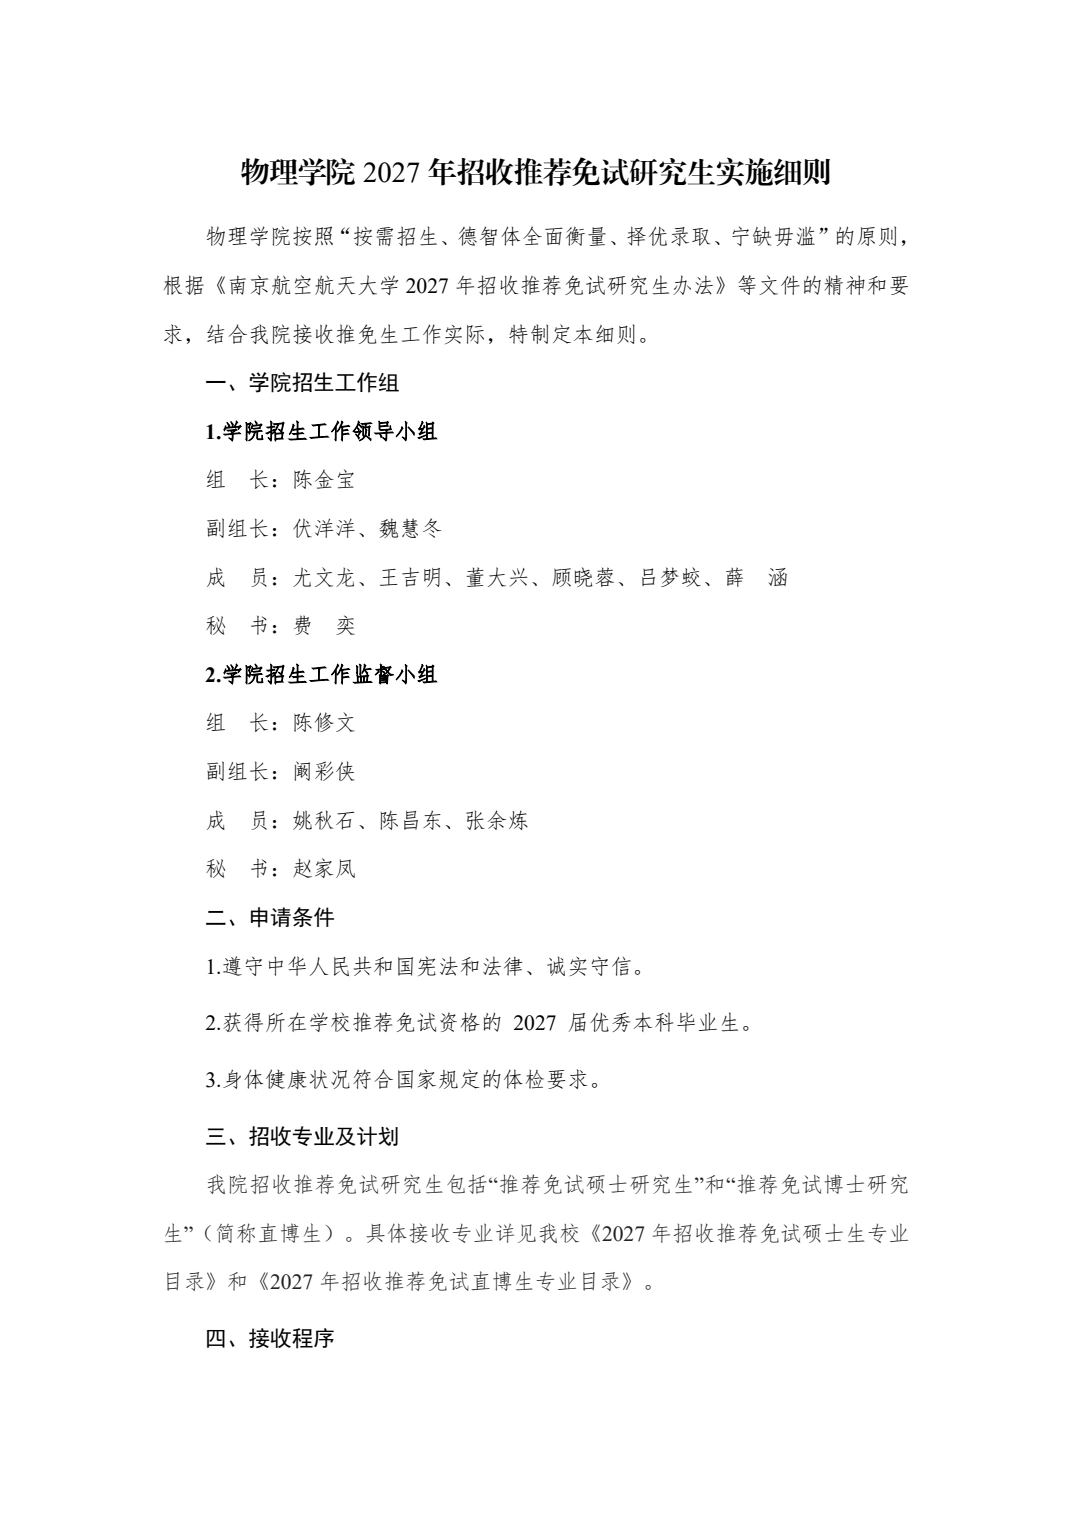 物理学院 2027 年招收推荐免试研究生实施细则
物理学院按照“按需招生、德智体全面衡量、择优录取、宁缺毋滥”的原则，
根据《南京航空航天大学 2027 年招收推荐免试研究生办法》等文件的精神和要
求，结合我院接收推免生工作实际，特制定本细则。
一、学院招生工作组
1.学院招生工作领导小组
组　长：陈金宝
副组长：伏洋洋、魏慧冬
成　员：尤文龙、王吉明、董大兴、顾晓蓉、吕梦蛟、薛　涵
秘　书：费　奕
2.学院招生工作监督小组
组　长：陈修文
副组长：阚彩侠
成　员：姚秋石、陈昌东、张余炼
秘　书：赵家凤
二、申请条件
1.遵守中华人民共和国宪法和法律、诚实守信。
2.获得所在学校推荐免试资格的 2027 届优秀本科毕业生。
3.身体健康状况符合国家规定的体检要求。
三、招收专业及计划
我院招收推荐免试研究生包括“推荐免试硕士研究生”和“推荐免试博士研究
生”（简称直博生）。具体接收专业详见我校《2027 年招收推荐免试硕士生专业
目录》和《2027 年招收推荐免试直博生专业目录》。
四、接收程序